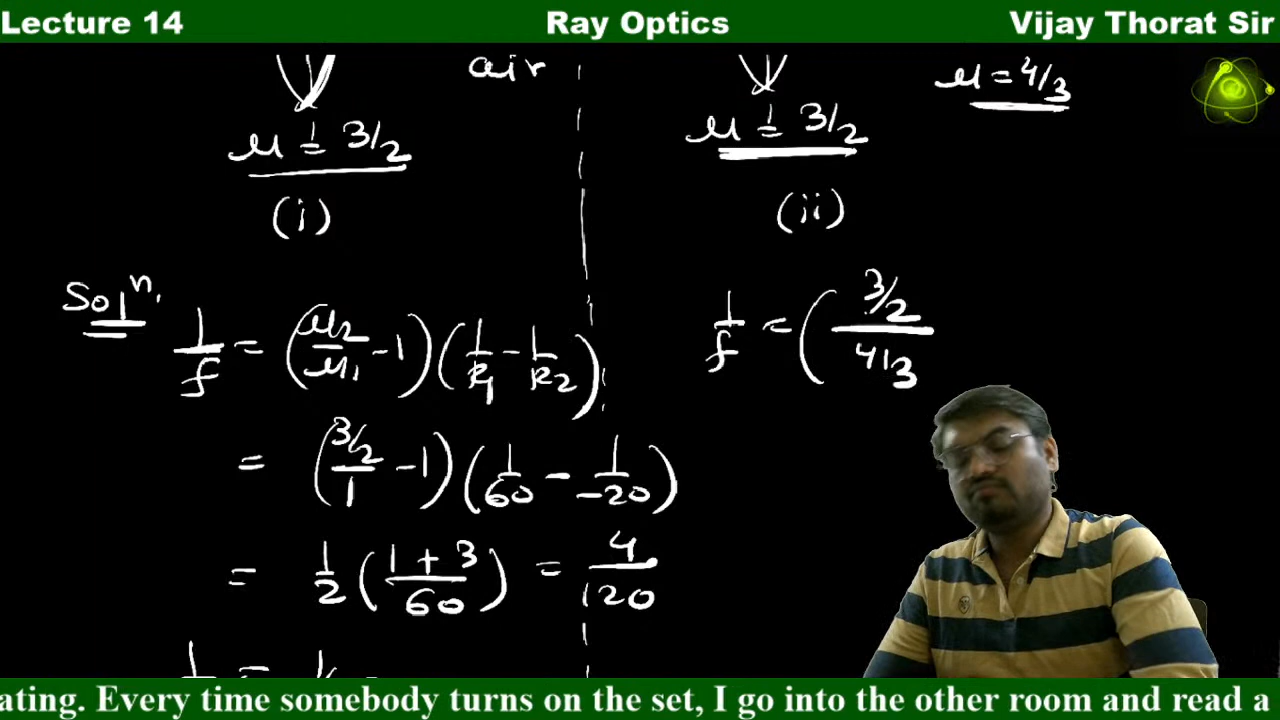 Lecture 14
Ray Optics
Vijay Thorat Sir
air
μ = 4/3
μ = 3/2
μ = 3/2
(i)
(ii)
Solⁿ.
1/f = (μ₂/μ₁ - 1)(1/R₁ - 1/R₂)
1/f = (3/2 / 4/3
= (3/2 / 1 - 1)(1/60 - 1/-20)
= 1/2 ((1 + 3)/60) = 4/120
ating. Every time somebody turns on the set, I go into the other room and read a